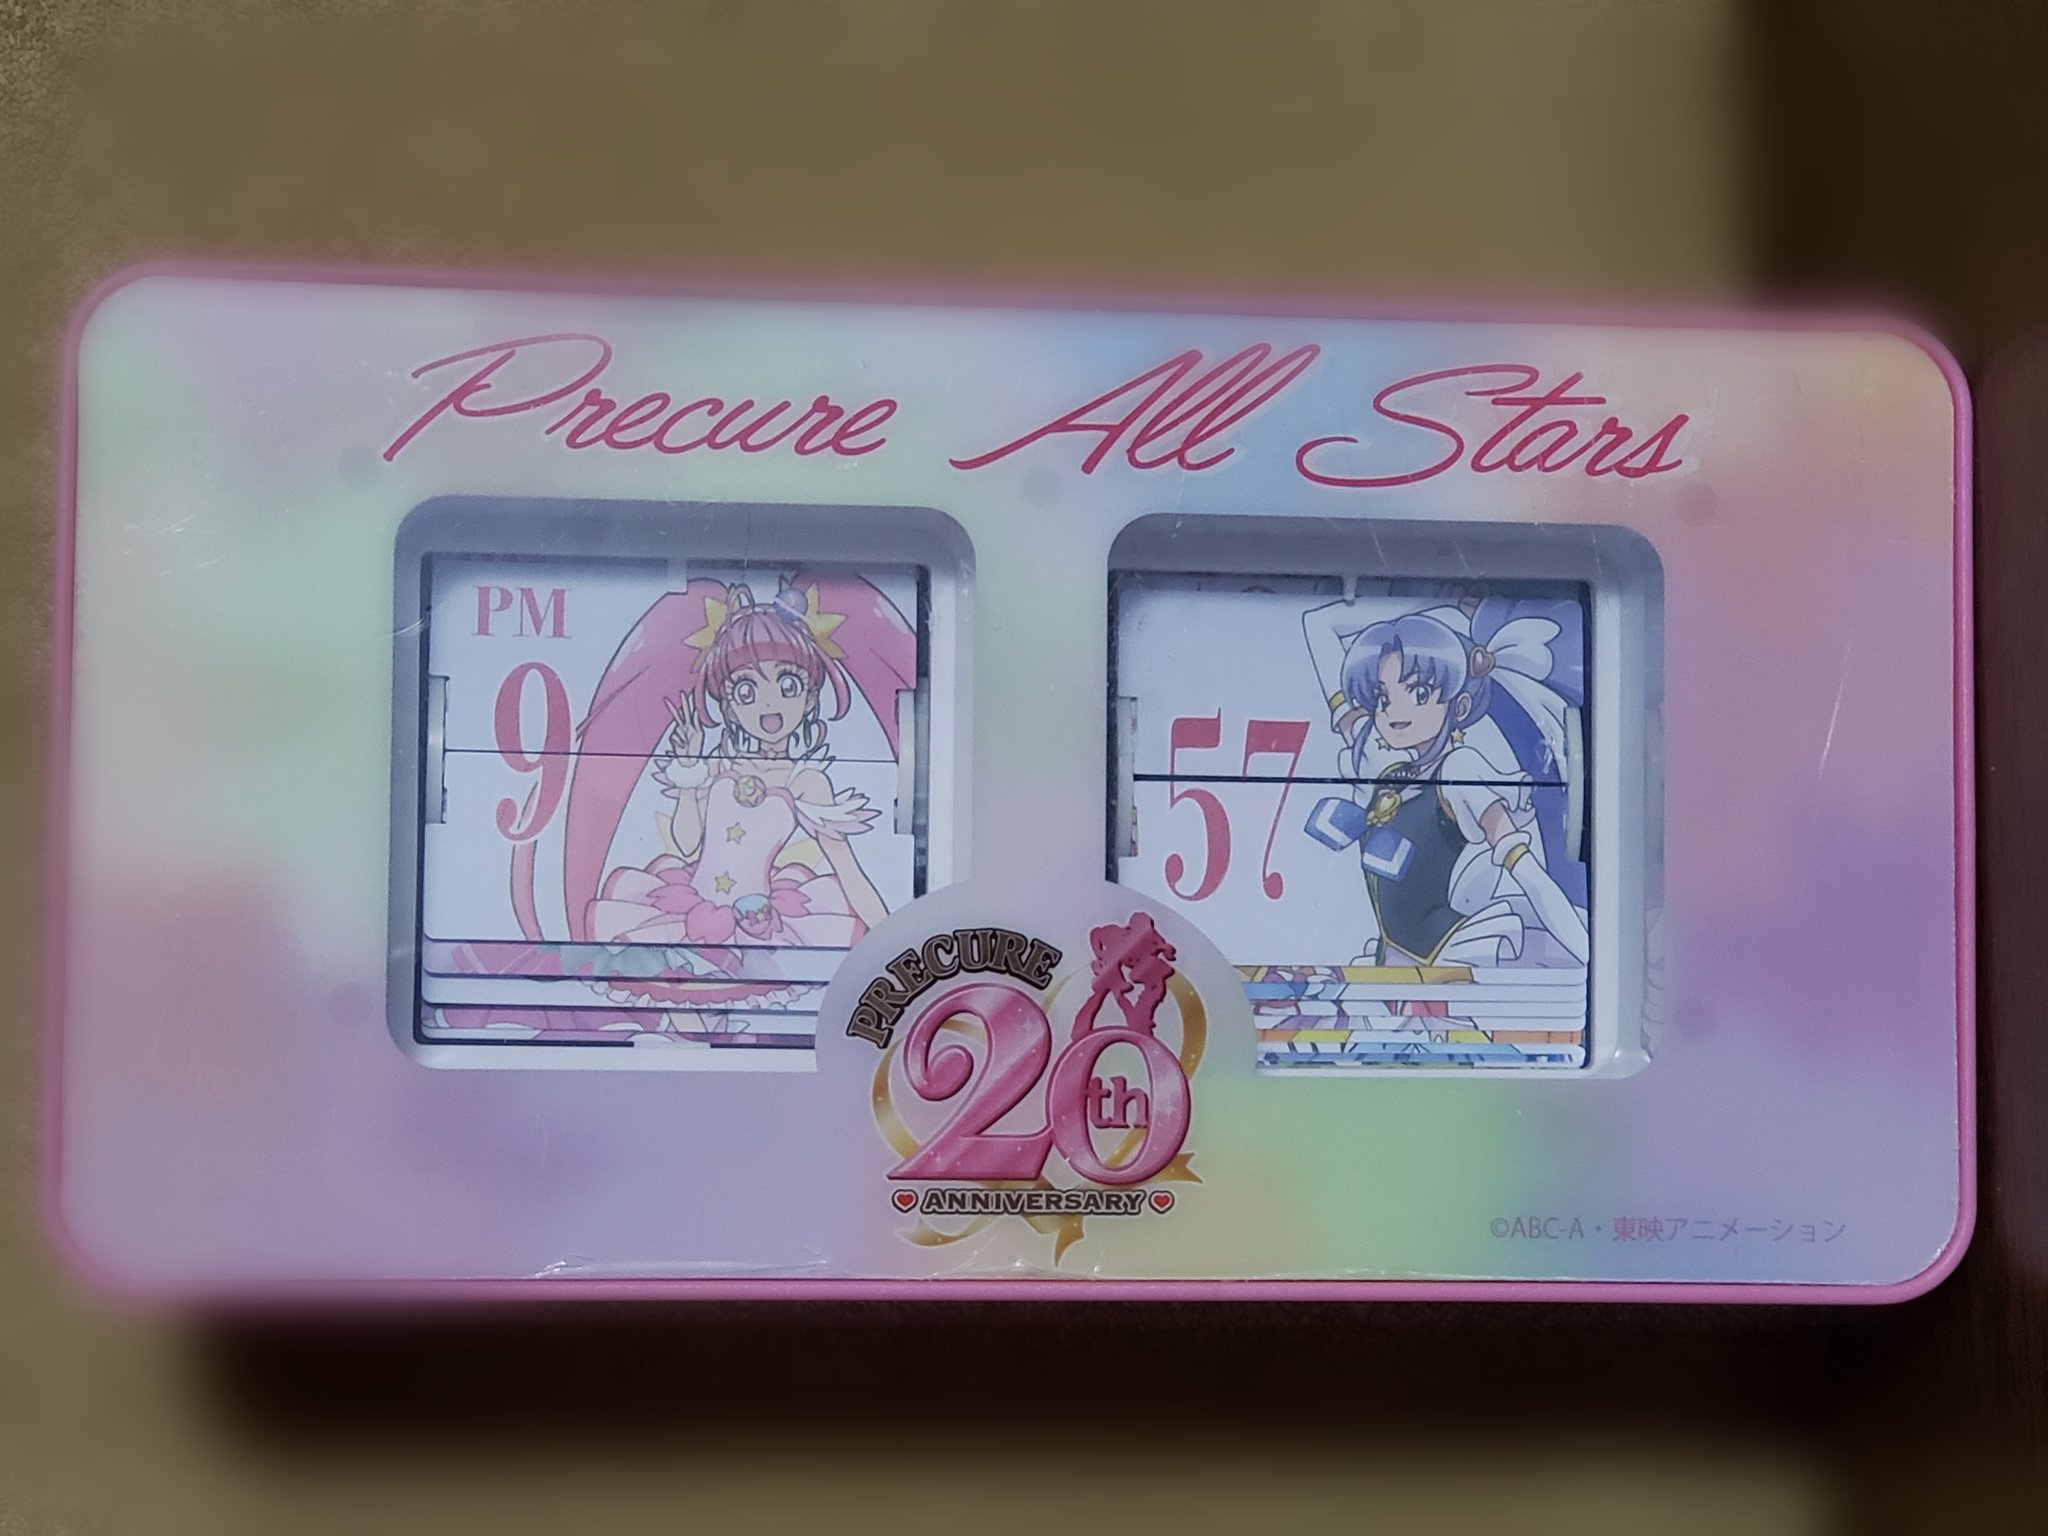 Precure All Stars
PM
9
57
PRECURE
20th
ANNIVERSARY
©ABC-A・東映アニメーション